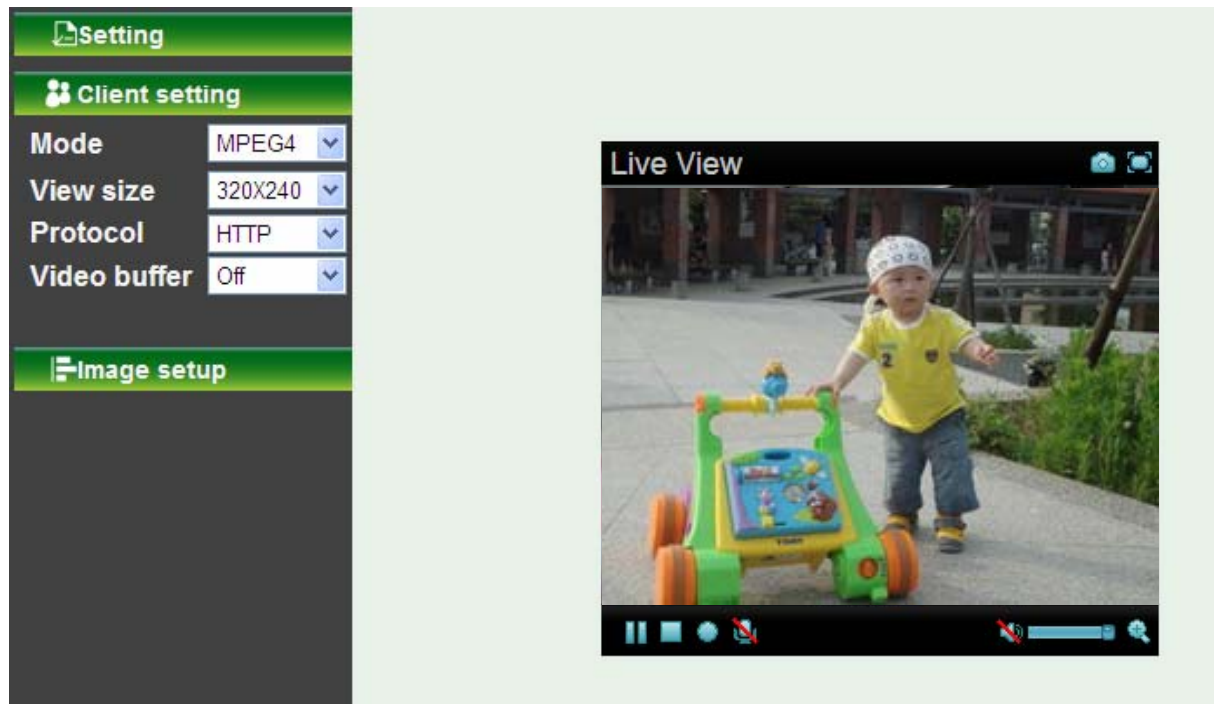 Setting
Client setting
Mode MPEG4
View size 320X240
Protocol HTTP
Video buffer Off
Image setup
Live View
2